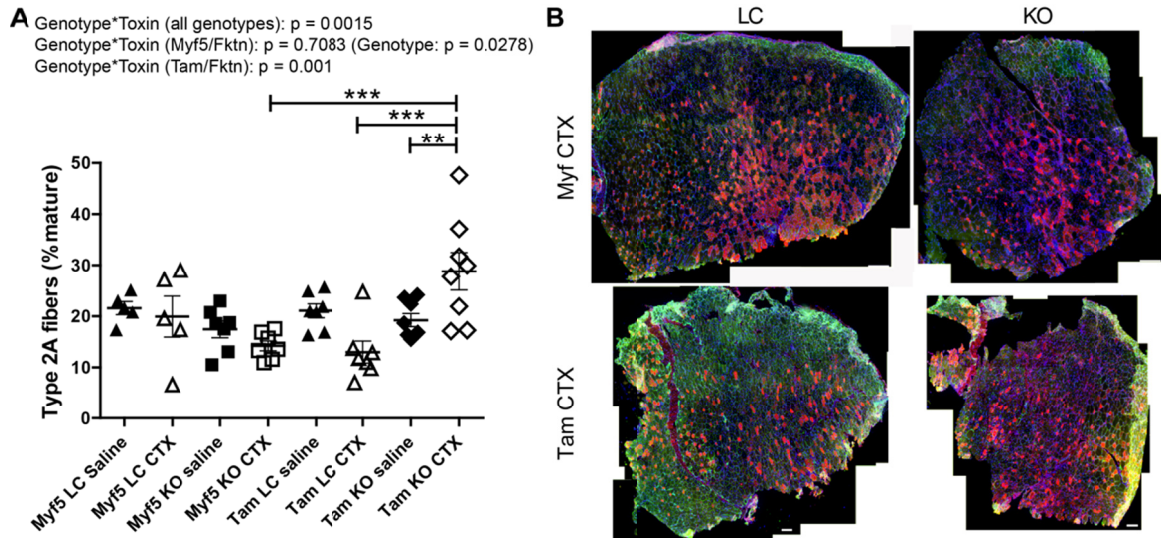 A
Genotype*Toxin (all genotypes): p = 0.0015
Genotype*Toxin (Myf5/Fktn): p = 0.7083 (Genotype: p = 0.0278)
Genotype*Toxin (Tam/Fktn): p = 0.001
***
***
**
Type 2A fibers (%mature)
50
40
30
20
10
0
Myf5 LC Saline
Myf5 LC CTX
Myf5 KO saline
Myf5 KO CTX
Tam LC saline
Tam LC CTX
Tam KO saline
Tam KO CTX
B
LC
KO
Myf CTX
Tam CTX